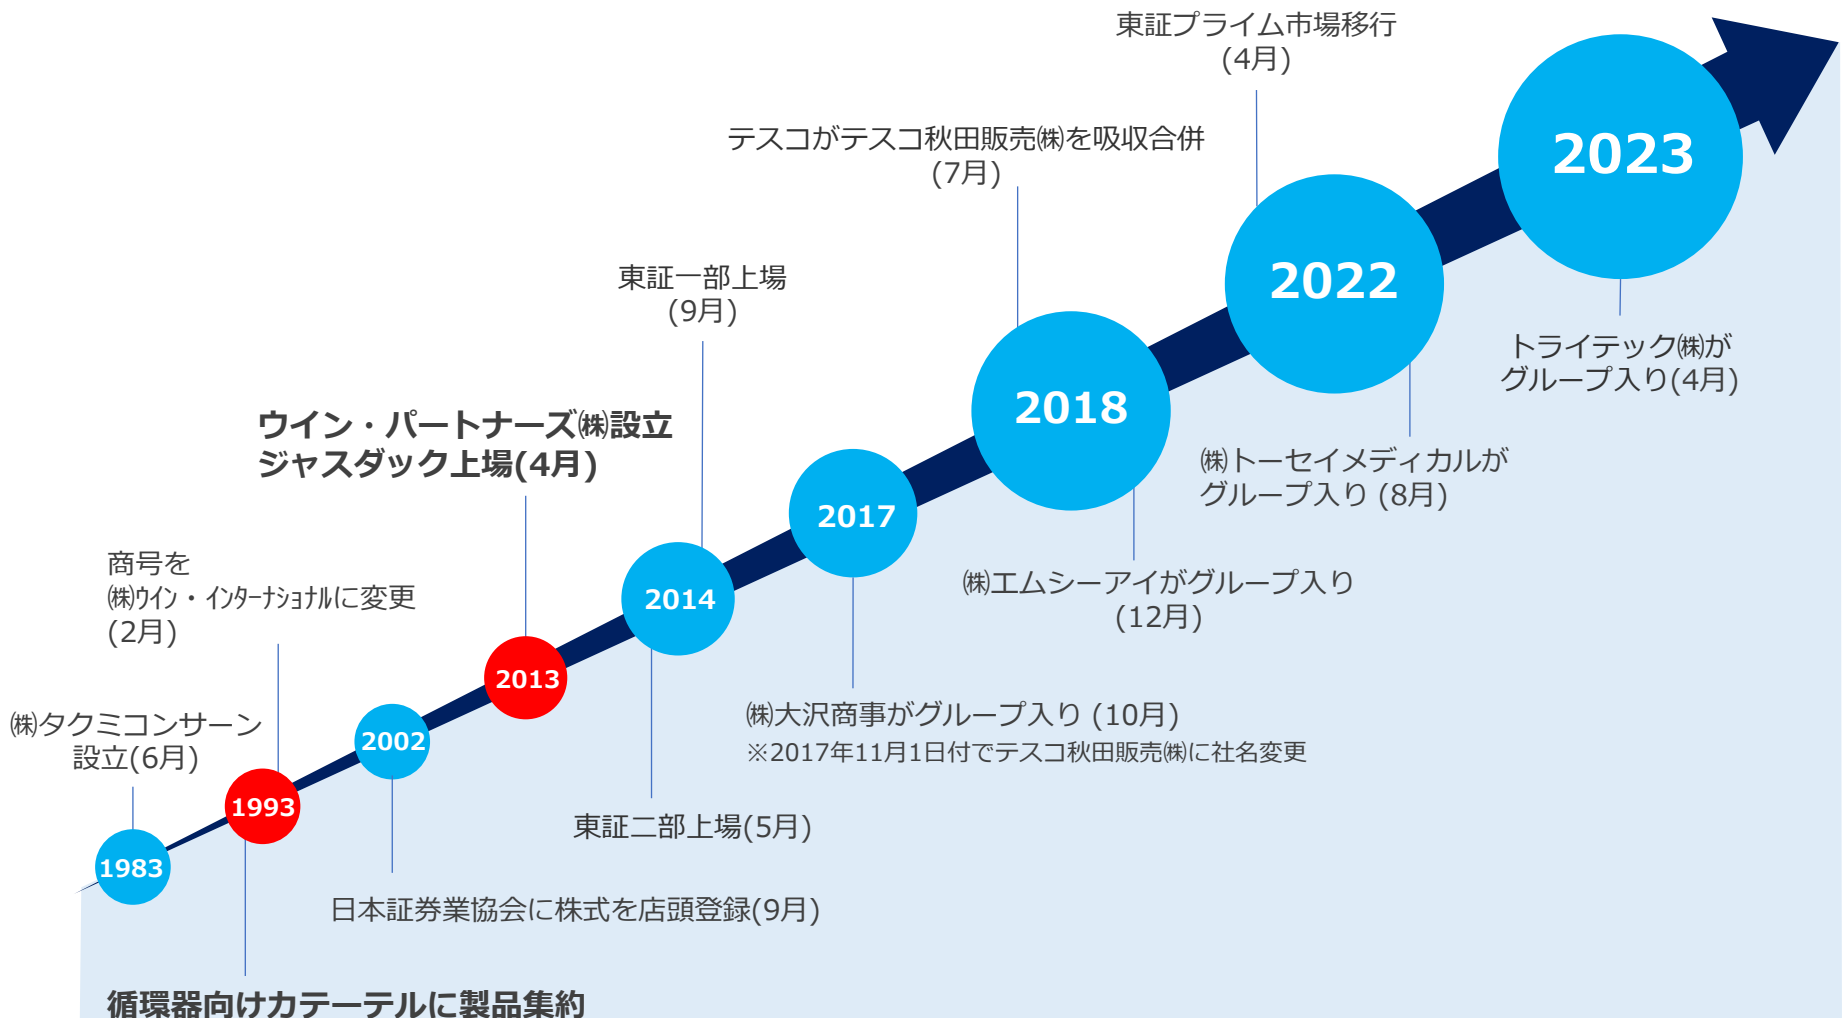 ㈱タクミコンサーン
設立(6月)
1983
商号を
㈱ｳｲﾝ・ｲﾝﾀｰﾅｼｮﾅﾙに変更
(2月)
1993
循環器向けカテーテルに製品集約
2002
日本証券業協会に株式を店頭登録(9月)
ウイン・パートナーズ㈱設立
ジャスダック上場(4月)
2013
東証一部上場
(9月)
2014
東証二部上場(5月)
2017
㈱大沢商事がグループ入り (10月)
※2017年11月1日付でテスコ秋田販売㈱に社名変更
テスコがテスコ秋田販売㈱を吸収合併
(7月)
2018
㈱エムシーアイがグループ入り
(12月)
東証プライム市場移行
(4月)
2022
㈱トーセイメディカルが
グループ入り (8月)
2023
トライテック㈱が
グループ入り(4月)